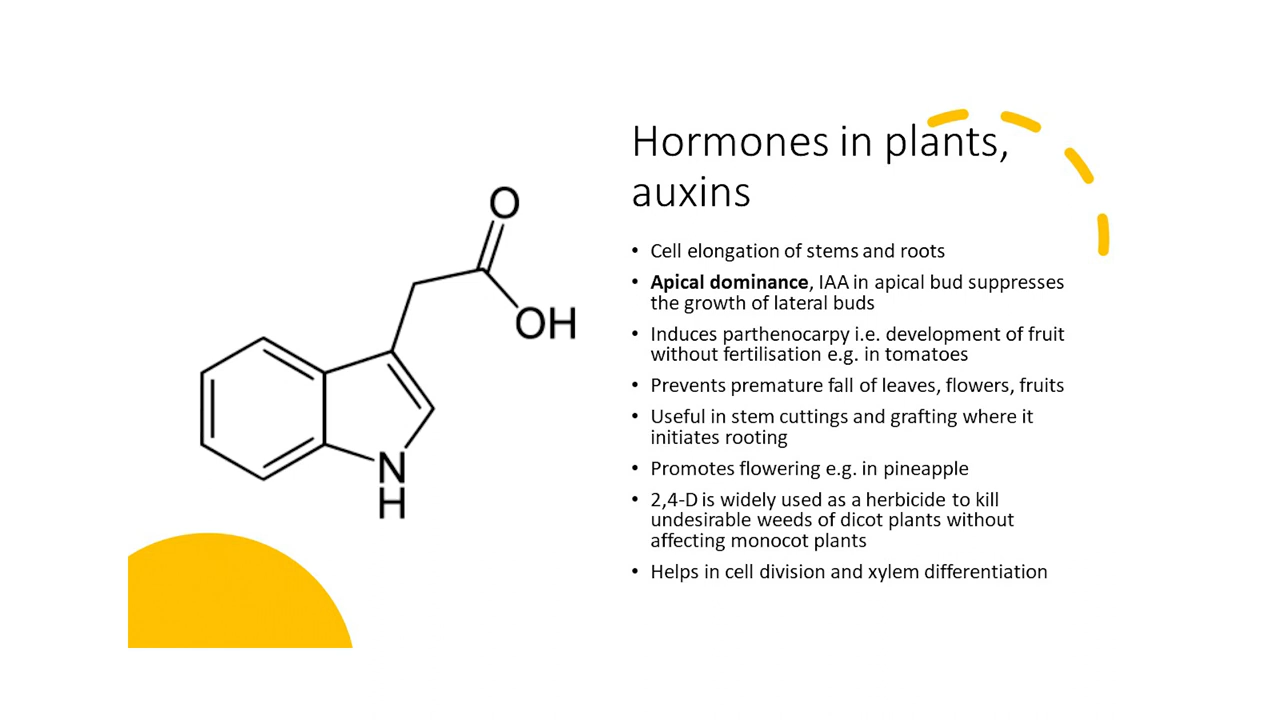 Hormones in plants,
auxins
O
OH
N
H
• Cell elongation of stems and roots
• Apical dominance, IAA in apical bud suppresses
the growth of lateral buds
• Induces parthenocarpy i.e. development of fruit
without fertilisation e.g. in tomatoes
• Prevents premature fall of leaves, flowers, fruits
• Useful in stem cuttings and grafting where it
initiates rooting
• Promotes flowering e.g. in pineapple
• 2,4-D is widely used as a herbicide to kill
undesirable weeds of dicot plants without
affecting monocot plants
• Helps in cell division and xylem differentiation